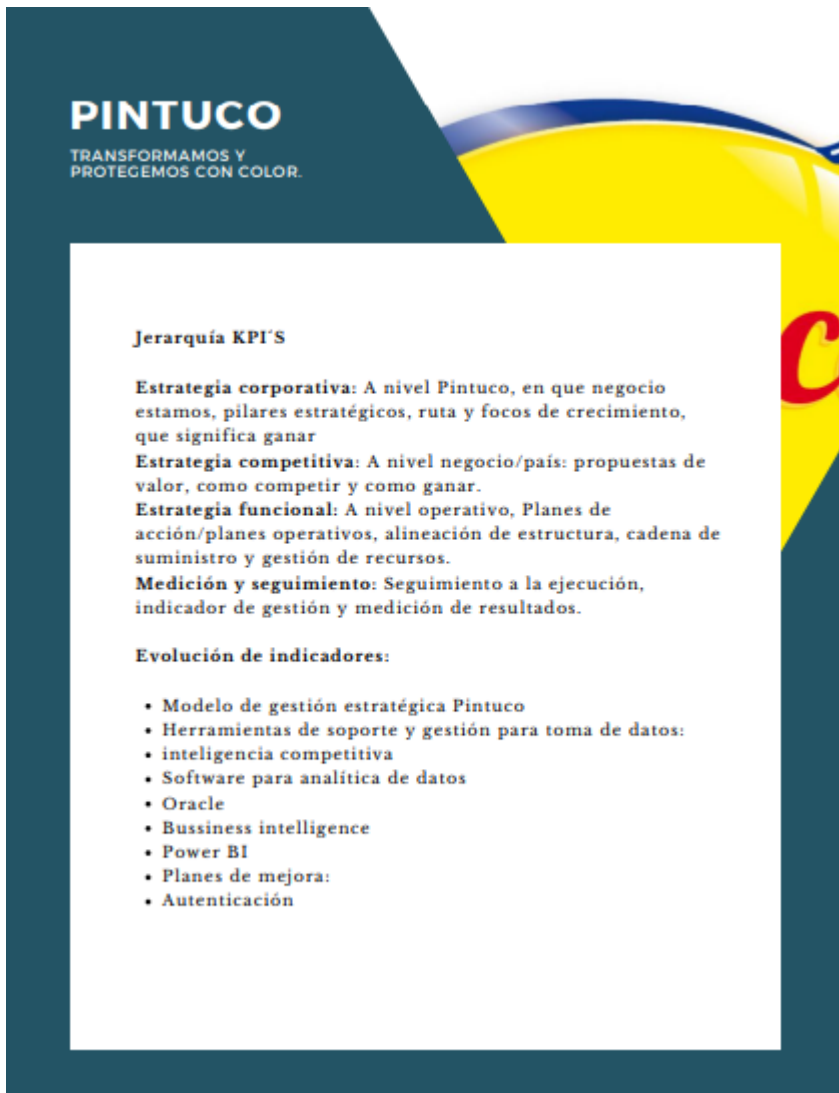 PINTUCO
TRANSFORMAMOS Y
PROTEGEMOS CON COLOR.
Jerarquía KPI´S
Estrategia corporativa: A nivel Pintuco, en que negocio
estamos, pilares estratégicos, ruta y focos de crecimiento,
que significa ganar
Estrategia competitiva: A nivel negocio/país: propuestas de
valor, como competir y como ganar.
Estrategia funcional: A nivel operativo, Planes de
acción/planes operativos, alineación de estructura, cadena de
suministro y gestión de recursos.
Medición y seguimiento: Seguimiento a la ejecución,
indicador de gestión y medición de resultados.
Evolución de indicadores:
• Modelo de gestión estratégica Pintuco
• Herramientas de soporte y gestión para toma de datos:
• inteligencia competitiva
• Software para analítica de datos
• Oracle
• Bussiness intelligence
• Power BI
• Planes de mejora:
• Autenticación